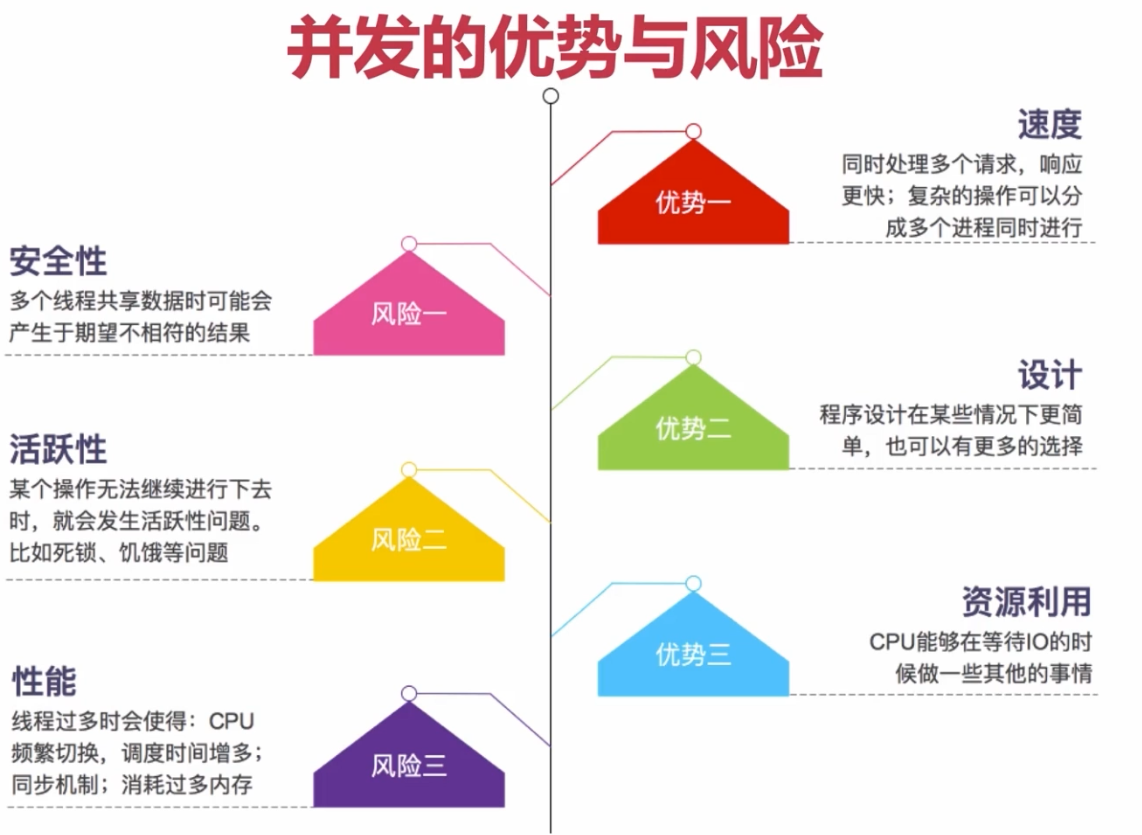 并发的优势与风险
速度
同时处理多个请求，响应
更快；复杂的操作可以分
成多个进程同时进行
优势一
安全性
多个线程共享数据时可能会
产生于期望不相符的结果
风险一
设计
程序设计在某些情况下更简
单，也可以有更多的选择
优势二
活跃性
某个操作无法继续进行下去
时，就会发生活跃性问题。
比如死锁、饥饿等问题
风险二
资源利用
CPU能够在等待IO的时
候做一些其他的事情
优势三
性能
线程过多时会使得：CPU
频繁切换，调度时间增多；
同步机制；消耗过多内存
风险三